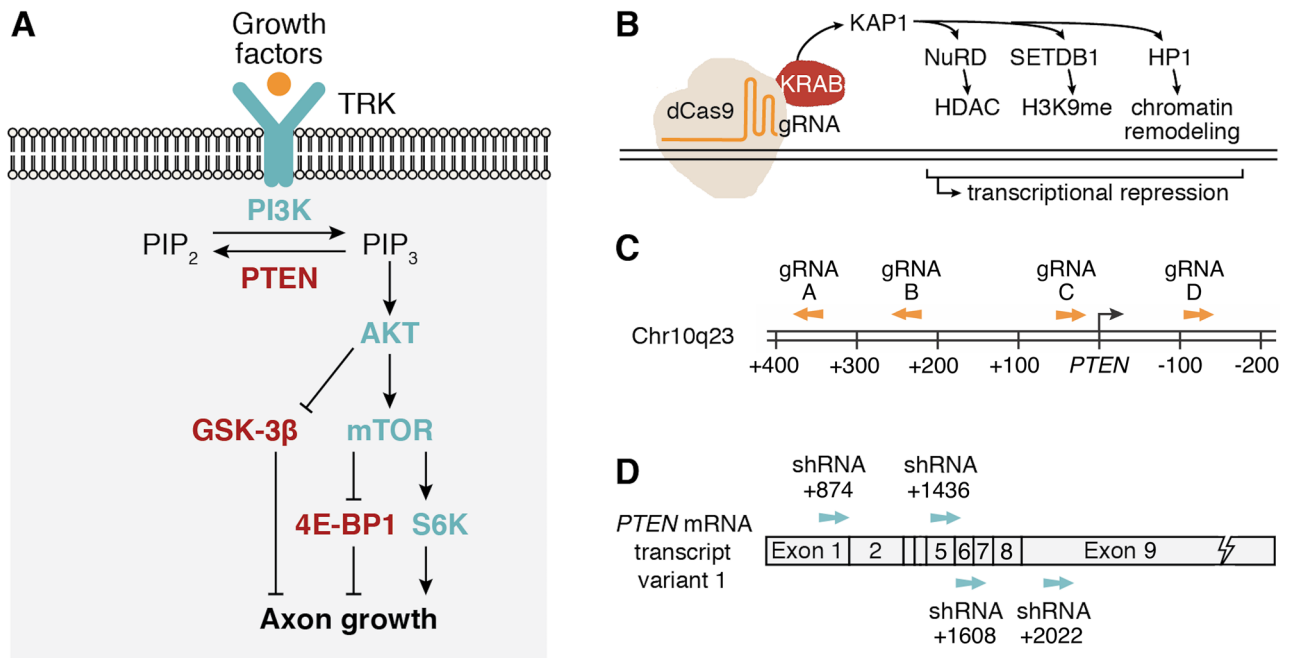 A
Growth
factors
TRK
PI3K
PIP2
PIP3
PTEN
AKT
GSK-3β
mTOR
4E-BP1
S6K
Axon growth
B
KAP1
NuRD
SETDB1
HP1
KRAB
dCas9
gRNA
HDAC
H3K9me
chromatin
remodeling
transcriptional repression
C
gRNA
A
gRNA
B
gRNA
C
gRNA
D
Chr10q23
+400
+300
+200
+100
PTEN
-100
-200
D
shRNA
+874
shRNA
+1436
PTEN mRNA
transcript
variant 1
Exon 1
2
5
6
7
8
Exon 9
shRNA
+1608
shRNA
+2022